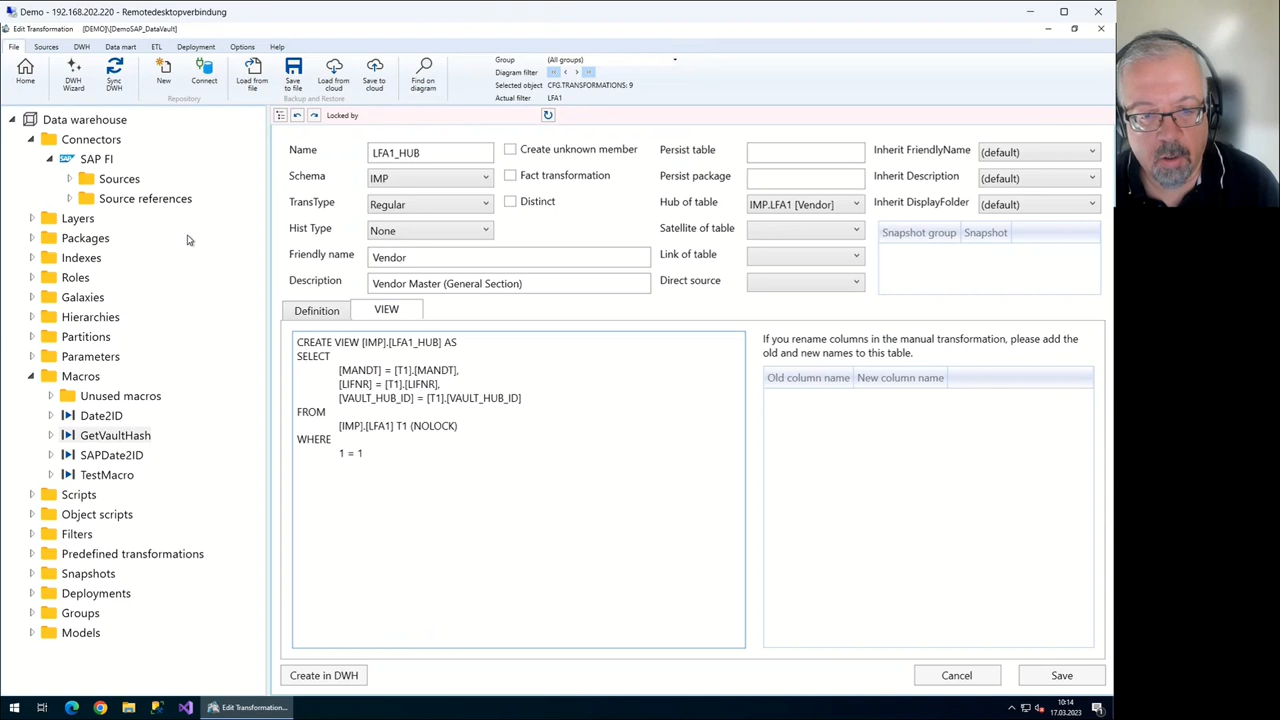 Demo - 192.168.202.220 - Remotedesktopverbindung
Edit Transformation [DEMO]\[DemoSAP_DataVault]
File Sources DWH Data mart ETL Deployment Options Help
Home
DWH Wizard
Sync DWH
New
Connect
Load from file
Save to file
Load from cloud
Save to cloud
Find on diagram
Repository
Backup and Restore
Group (All groups)
Diagram filter
Selected object CFG.TRANSFORMATIONS: 9
Actual filter LFA1
Data warehouse
Connectors
SAP FI
Sources
Source references
Layers
Packages
Indexes
Roles
Galaxies
Hierarchies
Partitions
Parameters
Macros
Unused macros
Date2ID
GetVaultHash
SAPDate2ID
TestMacro
Scripts
Object scripts
Filters
Predefined transformations
Snapshots
Deployments
Groups
Models
Locked by
Name LFA1_HUB
Schema IMP
TransType Regular
Hist Type None
Friendly name Vendor
Description Vendor Master (General Section)
Create unknown member
Fact transformation
Distinct
Persist table
Persist package
Hub of table IMP.LFA1 [Vendor]
Satellite of table
Link of table
Direct source
Inherit FriendlyName (default)
Inherit Description (default)
Inherit DisplayFolder (default)
Snapshot group Snapshot
Definition VIEW
CREATE VIEW [IMP].[LFA1_HUB] AS
SELECT
[MANDT] = [T1].[MANDT],
[LIFNR] = [T1].[LIFNR],
[VAULT_HUB_ID] = [T1].[VAULT_HUB_ID]
FROM
[IMP].[LFA1] T1 (NOLOCK)
WHERE
1 = 1
If you rename columns in the manual transformation, please add the
old and new names to this table.
Old column name New column name
Create in DWH Cancel Save
Edit Transformation...
10:14
17.03.2023